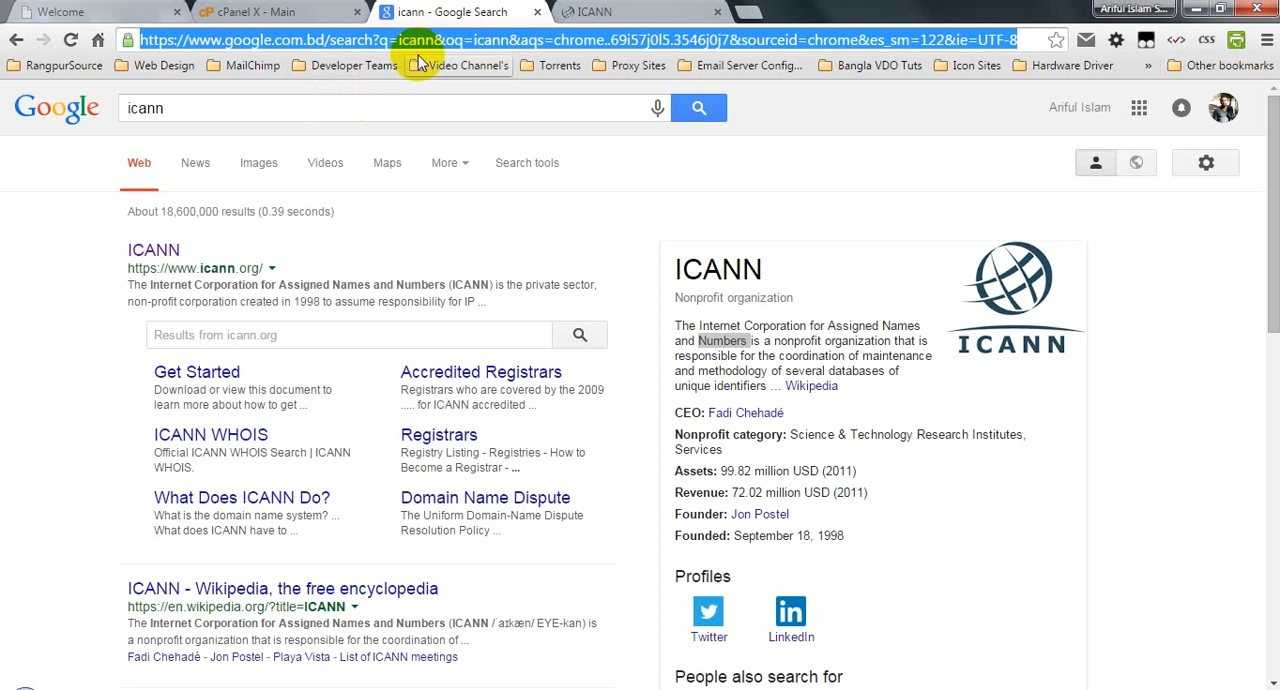 Welcome
cP cPanel X - Main
icann - Google Search
ICANN
Ariful Islam S...
https://www.google.com.bd/search?q=icann&oq=icann&aqs=chrome..69i57j0l5.3546j0j7&sourceid=chrome&es_sm=122&ie=UTF-8
CSS
RangpurSource
Web Design
MailChimp
Developer Teams
Video Channel's
Torrents
Proxy Sites
Email Server Config...
Bangla VDO Tuts
Icon Sites
Hardware Driver
»
Other bookmarks
Google
icann
Ariful Islam
Web
News
Images
Videos
Maps
More
Search tools
About 18,600,000 results (0.39 seconds)
ICANN
https://www.icann.org/
The Internet Corporation for Assigned Names and Numbers (ICANN) is the private sector,
non-profit corporation created in 1998 to assume responsibility for IP ...
Results from icann.org
Get Started
Download or view this document to
learn more about how to get ...
Accredited Registrars
Registrars who are covered by the 2009
..... for ICANN accredited ...
ICANN WHOIS
Official ICANN WHOIS Search | ICANN
WHOIS.
Registrars
Registry Listing - Registries - How to
Become a Registrar - ...
What Does ICANN Do?
What is the domain name system? ...
What does ICANN have to ...
Domain Name Dispute
The Uniform Domain-Name Dispute
Resolution Policy ...
ICANN - Wikipedia, the free encyclopedia
https://en.wikipedia.org/?title=ICANN
The Internet Corporation for Assigned Names and Numbers (ICANN /ˈaɪkæn/ EYE-kan) is
a nonprofit organization that is responsible for the coordination of ...
Fadi Chehadé - Jon Postel - Playa Vista - List of ICANN meetings
ICANN
Nonprofit organization
ICANN
The Internet Corporation for Assigned Names
and Numbers is a nonprofit organization that is
responsible for the coordination of maintenance
and methodology of several databases of
unique identifiers ... Wikipedia
CEO: Fadi Chehadé
Nonprofit category: Science & Technology Research Institutes,
Services
Assets: 99.82 million USD (2011)
Revenue: 72.02 million USD (2011)
Founder: Jon Postel
Founded: September 18, 1998
Profiles
in
Twitter
LinkedIn
People also search for